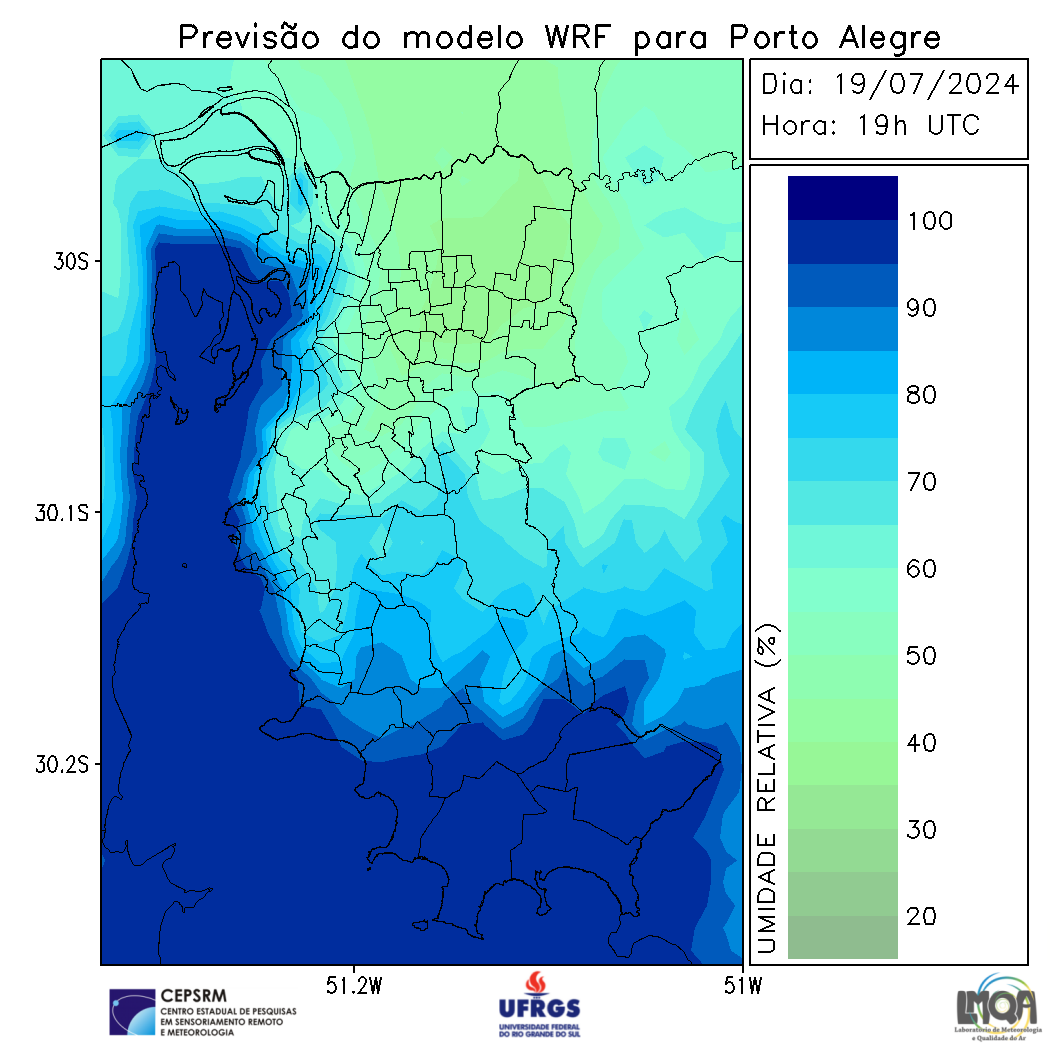 Previsão do modelo WRF para Porto Alegre
Dia: 19/07/2024
Hora: 19h UTC
30S
30.1S
30.2S
51.2W
51W
UMIDADE RELATIVA (%)
100
90
80
70
60
50
40
30
20
CEPSRM
CENTRO ESTADUAL DE PESQUISAS
EM SENSORIAMENTO REMOTO
E METEOROLOGIA
UFRGS
UNIVERSIDADE FEDERAL
DO RIO GRANDE DO SUL
LMQA
Laboratório de Meteorologia
e Qualidade do Ar